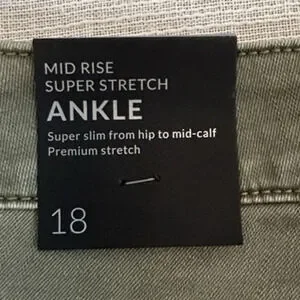 MID RISE
SUPER STRETCH
ANKLE
Super slim from hip to mid-calf
Premium stretch
18